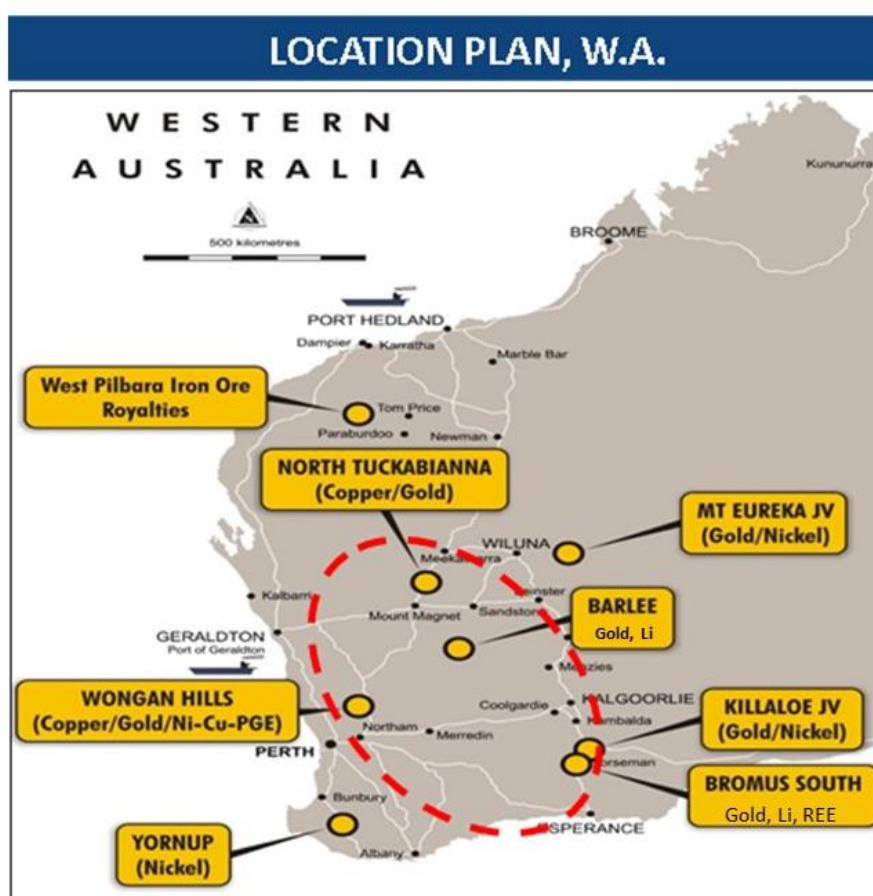 LOCATION PLAN, W.A.
WESTERN
AUSTRALIA
N
500 kilometres
Kununurra
BROOME
PORT HEDLAND
Dampier
Karratha
Marble Bar
West Pilbara Iron Ore
Royalties
Tom Price
Paraburdoo
Newman
NORTH TUCKABIANNA
(Copper/Gold)
MT EUREKA JV
(Gold/Nickel)
WILUNA
Kalbarri
Mount Magnet
BARLEE
Gold, Li
GERALDTON
Port of Geraldton
WONGAN HILLS
(Copper/Gold/Ni-Cu-PGE)
Coolgardie
KALGOORLIE
Kambalda
KILLALOE JV
(Gold/Nickel)
Northam
Merredin
PERTH
BROMUS SOUTH
Gold, Li, REE
Bunbury
YORNUP
(Nickel)
Albany